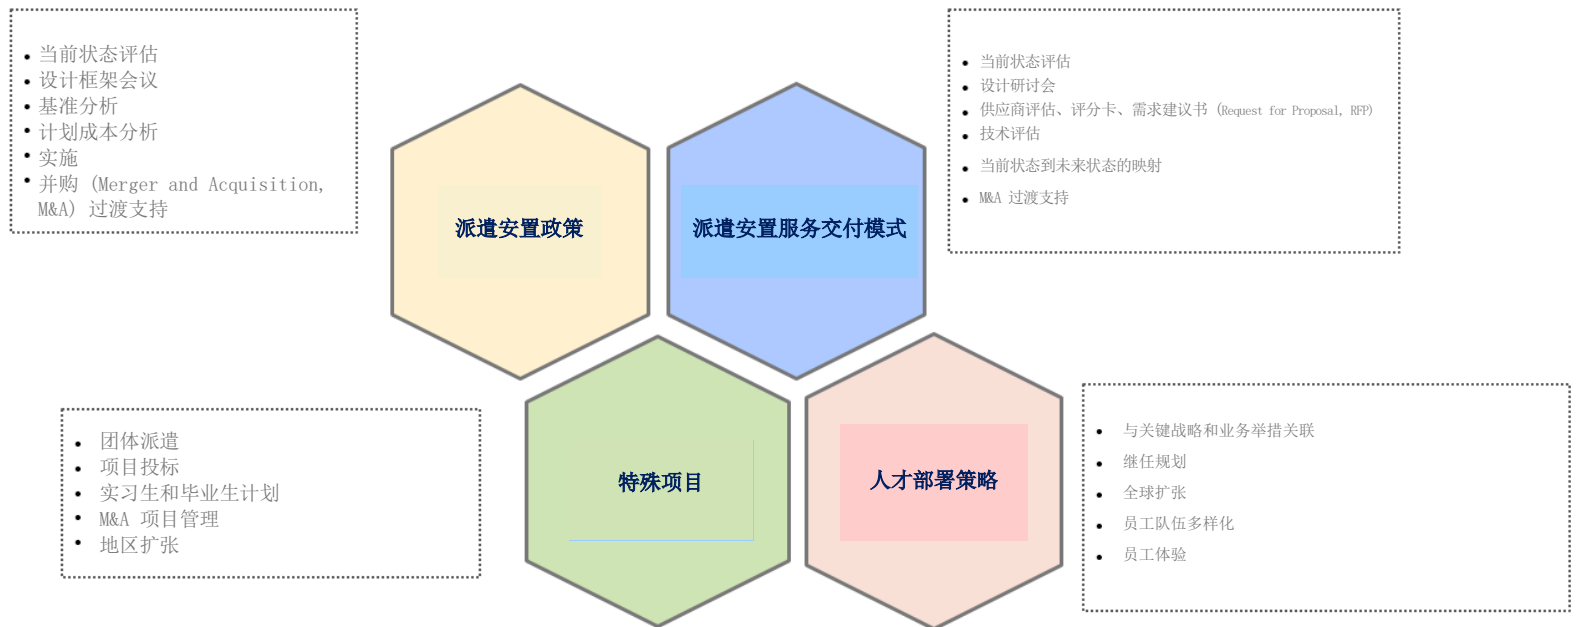 当前状态评估
设计框架会议
基准分析
计划成本分析
实施
并购 (Merger and Acquisition,
M&A) 过渡支持
当前状态评估
设计研讨会
供应商评估、评分卡、需求建议书 (Request for Proposal, RFP)
技术评估
当前状态到未来状态的映射
M&A 过渡支持
派遣安置政策
派遣安置服务交付模式
特殊项目
人才部署策略
团体派遣
项目投标
实习生和毕业生计划
M&A 项目管理
地区扩张
与关键战略和业务举措关联
继任规划
全球扩张
员工队伍多样化
员工体验